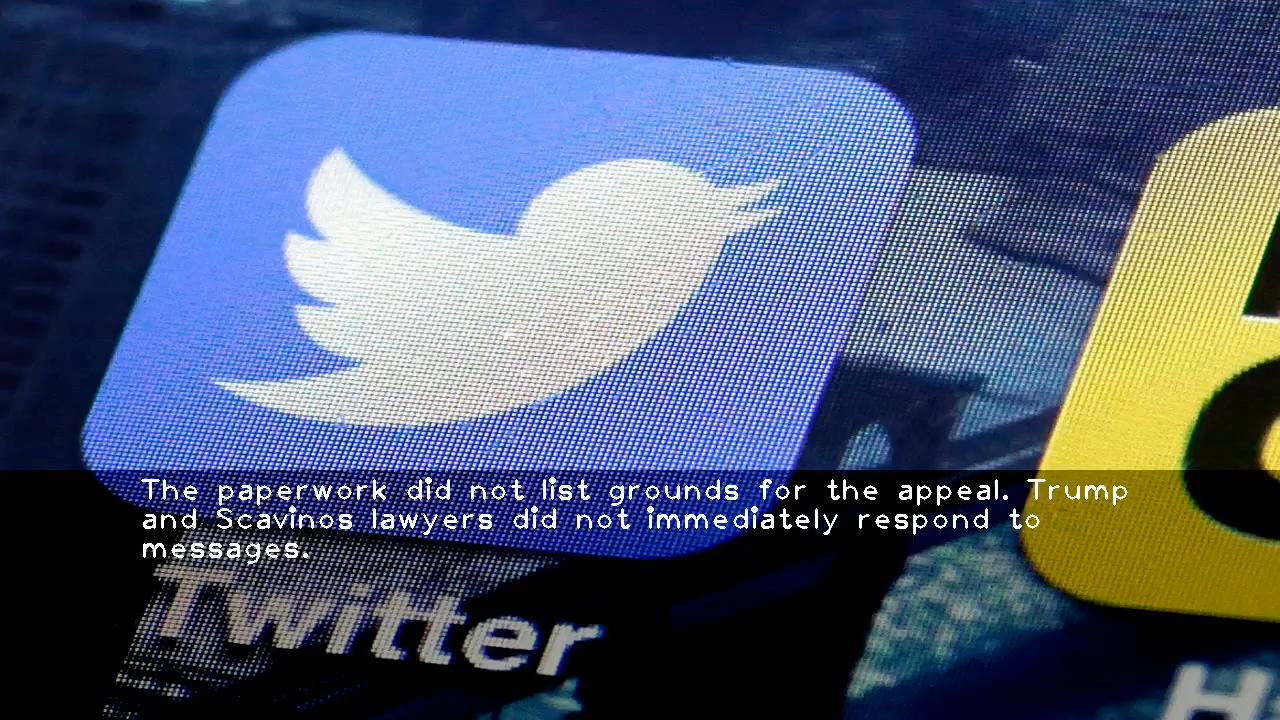 The paperwork did not list grounds for the appeal. Trump
and Scavinos lawyers did not immediately respond to
messages.
Twitter
H